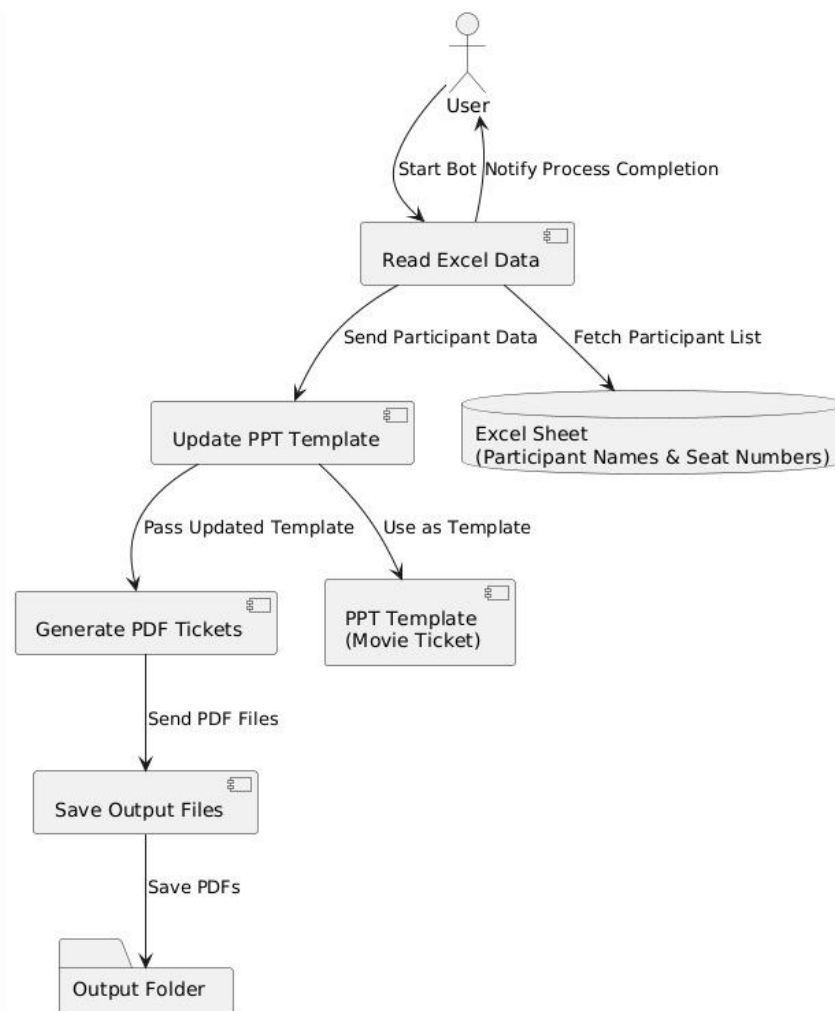 User
Start Bot
Notify Process Completion
Read Excel Data
Send Participant Data
Fetch Participant List
Update PPT Template
Excel Sheet
(Participant Names & Seat Numbers)
Pass Updated Template
Use as Template
Generate PDF Tickets
PPT Template
(Movie Ticket)
Send PDF Files
Save Output Files
Save PDFs
Output Folder